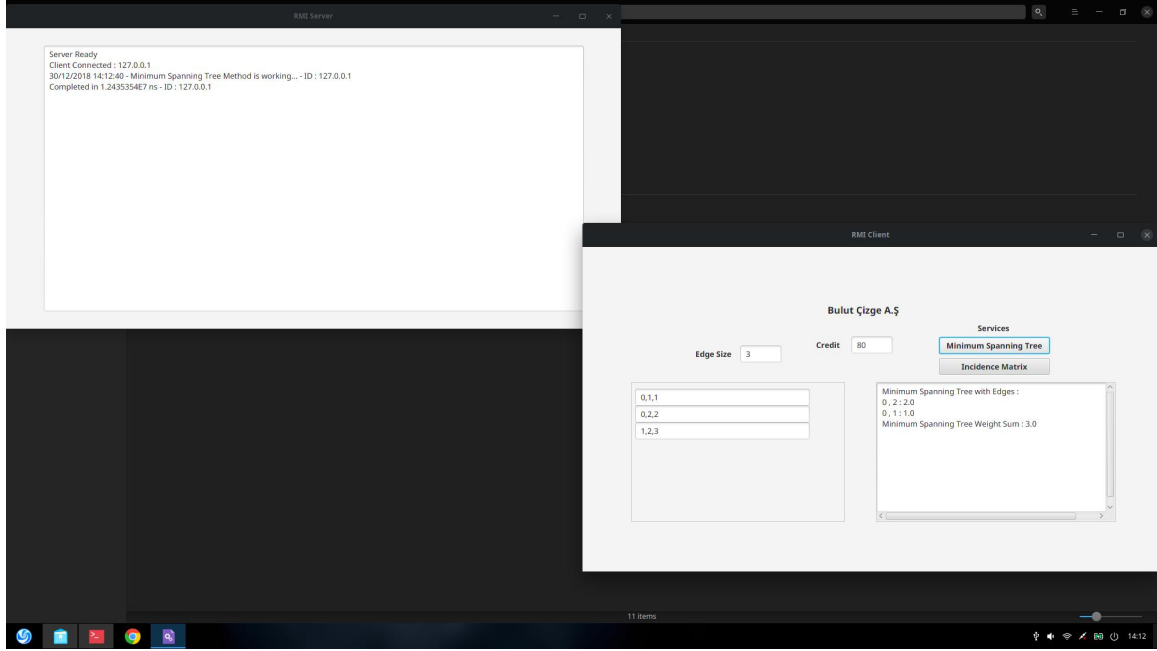 RMI Server
Server Ready
Client Connected : 127.0.0.1
30/12/2018 14:12:40 - Minimum Spanning Tree Method is working... - ID : 127.0.0.1
Completed in 1.2435354E7 ns - ID : 127.0.0.1
RMI Client
Bulut Çizge A.Ş
Services
Edge Size 3
Credit 80
Minimum Spanning Tree
Incidence Matrix
0,1,1
0,2,2
1,2,3
Minimum Spanning Tree with Edges :
0 , 2 : 2.0
0 , 1 : 1.0
Minimum Spanning Tree Weight Sum : 3.0
11 items
14:12